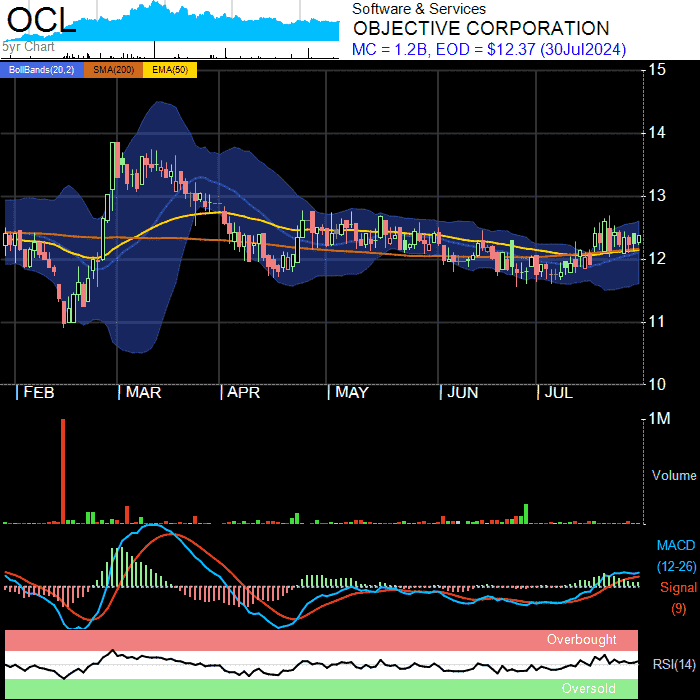 OCL
5yr Chart
Software & Services
OBJECTIVE CORPORATION
MC = 1.2B, EOD = $12.37 (30Jul2024)
BollBands(20,2) SMA(200) EMA(50)
15
14
13
12
11
10
FEB MAR APR MAY JUN JUL
1M
Volume
MACD
(12-26)
Signal
(9)
Overbought
RSI(14)
Oversold